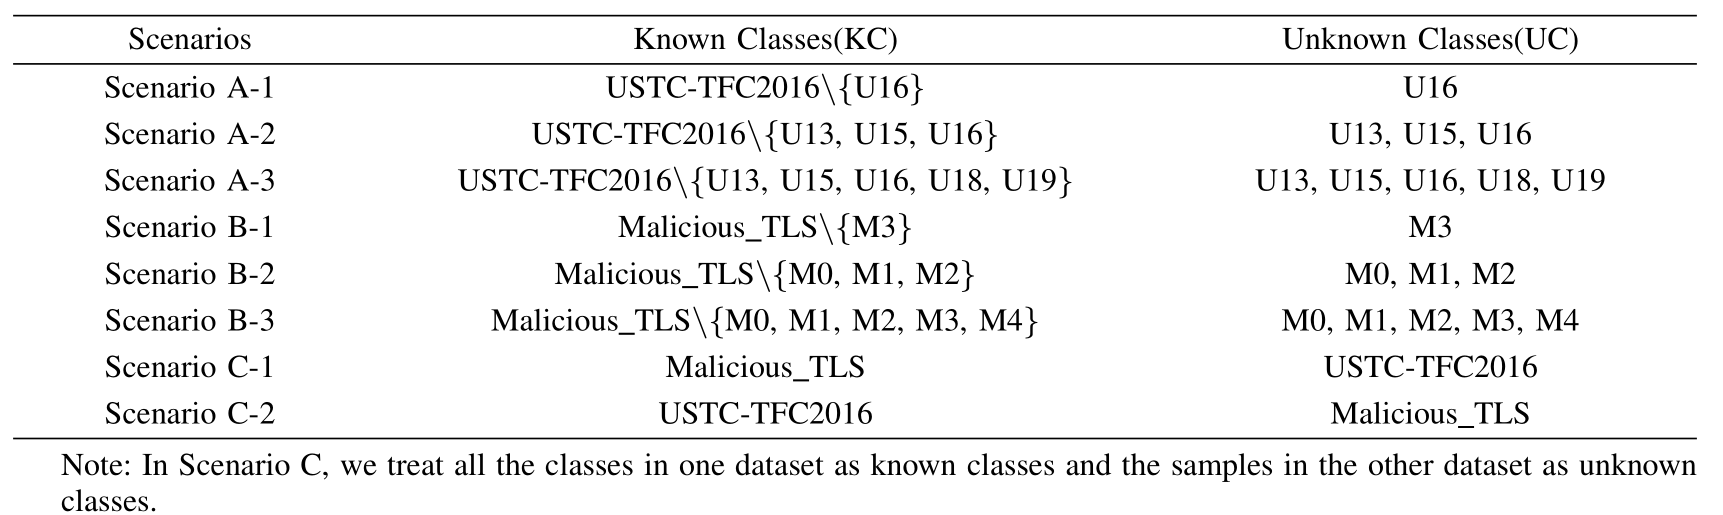 Scenarios Known Classes(KC) Unknown Classes(UC)
Scenario A-1 USTC-TFC2016\{U16} U16
Scenario A-2 USTC-TFC2016\{U13, U15, U16} U13, U15, U16
Scenario A-3 USTC-TFC2016\{U13, U15, U16, U18, U19} U13, U15, U16, U18, U19
Scenario B-1 Malicious_TLS\{M3} M3
Scenario B-2 Malicious_TLS\{M0, M1, M2} M0, M1, M2
Scenario B-3 Malicious_TLS\{M0, M1, M2, M3, M4} M0, M1, M2, M3, M4
Scenario C-1 Malicious_TLS USTC-TFC2016
Scenario C-2 USTC-TFC2016 Malicious_TLS
Note: In Scenario C, we treat all the classes in one dataset as known classes and the samples in the other dataset as unknown
classes.